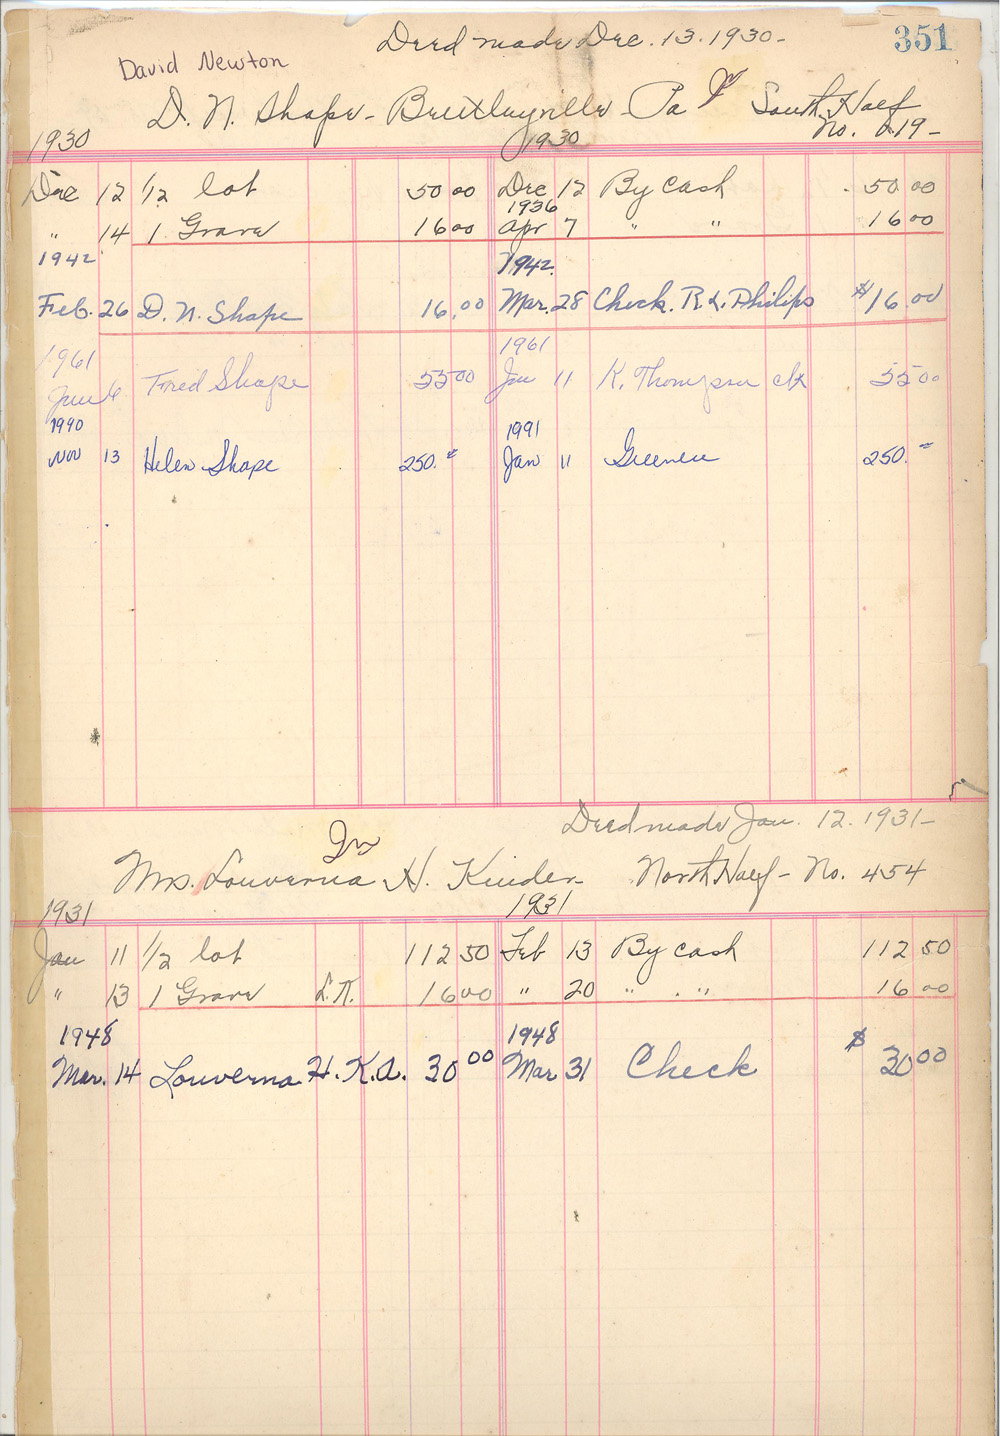 351
Deed made Dec. 13. 1930-
David Newton
D. N. Shape - Pa South Half
No. 619-
1930 1930
Dec 12 1/2 lot 50 00 Dec 12 By cash 50 00
1936
" 14 1 Grave 16 00 Apr 7 " " 16 00
1942 1942
Feb. 26 D. N. Shape 16.00 Mar. 28 Check. R. L. Philips $16.00
1961 1961
June 6 Fred Shape 55 00 Jun 11 K. Thompson ck 55 00
1990 1991
Nov 13 Helen Shape 250.= Jan 11 250.=
Deed made Jan. 12. 1931-
Mrs. Louverna H. Kinder North Half - No. 454
1931 1931
Jan 11 1/2 lot 112 50 Feb 13 By cash 112 50
" 13 1 Grave 16 00 " 20 " " 16 00
1948 1948 $
Mar. 14 Louverna H. K. 30 00 Mar 31 Check 30 00